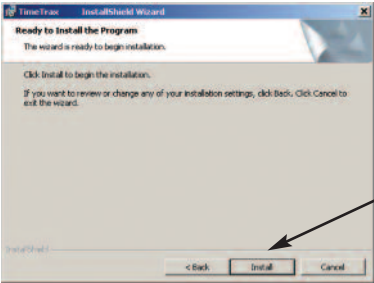 TimeTrax InstallShield Wizard
Ready to Install the Program
The wizard is ready to begin installation.
Click Install to begin the installation.
If you want to review or change any of your installation settings, click Back. Click Cancel to
exit the wizard.
InstallShield
< Back Install Cancel